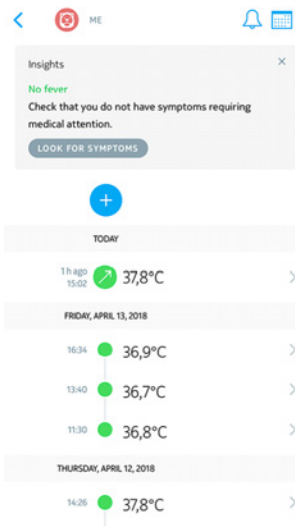 ME
Insights
No fever
Check that you do not have symptoms requiring
medical attention.
LOOK FOR SYMPTOMS
TODAY
1 h ago
15:02
37,8°C
FRIDAY, APRIL 13, 2018
16:34 36,9°C
13:40 36,7°C
11:30 36,8°C
THURSDAY, APRIL 12, 2018
14:26 37,8°C